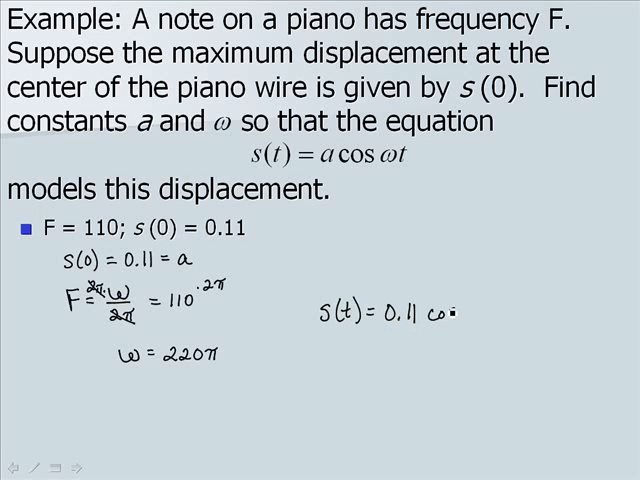 Example: A note on a piano has frequency F.
Suppose the maximum displacement at the
center of the piano wire is given by s (0). Find
constants a and ω so that the equation
s(t) = a cos ωt
models this displacement.
F = 110; s (0) = 0.11
s(0) = 0.11 = a
2π· F = ω/2π = 110 ·2π
s(t) = 0.11 co
ω = 220π